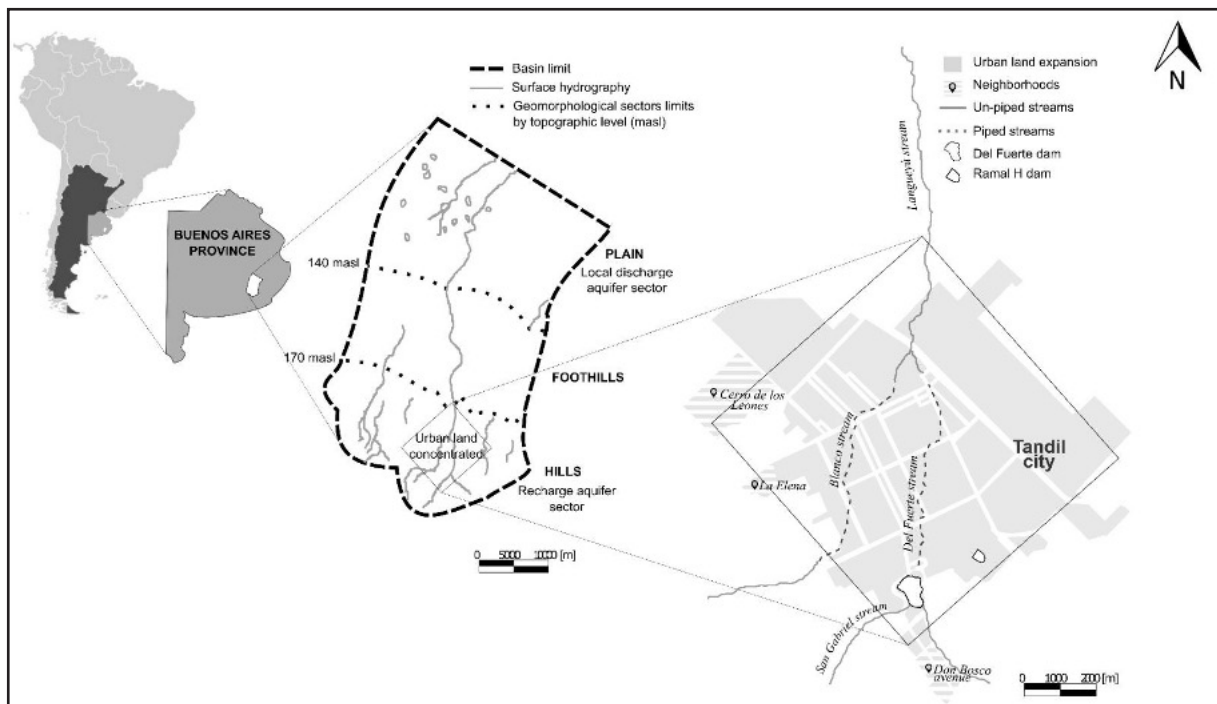 Basin limit
Surface hydrography
Geomorphological sectors limits
by topographic level (masl)
BUENOS AIRES
PROVINCE
140 masl
170 masl
PLAIN
Local discharge
aquifer sector
FOOTHILLS
Urban land
concentrated
HILLS
Recharge aquifer
sector
0 5000 10000 [m]
N
Urban land expansion
Neighborhoods
Un-piped streams
Piped streams
Del Fuerte dam
Ramal H dam
Langueyú stream
Cerro de los
Leones
Blanco stream
Tandil
city
La Elena
Del Fuerte stream
San Gabriel stream
Don Bosco
avenue
0 1000 2000 [m]